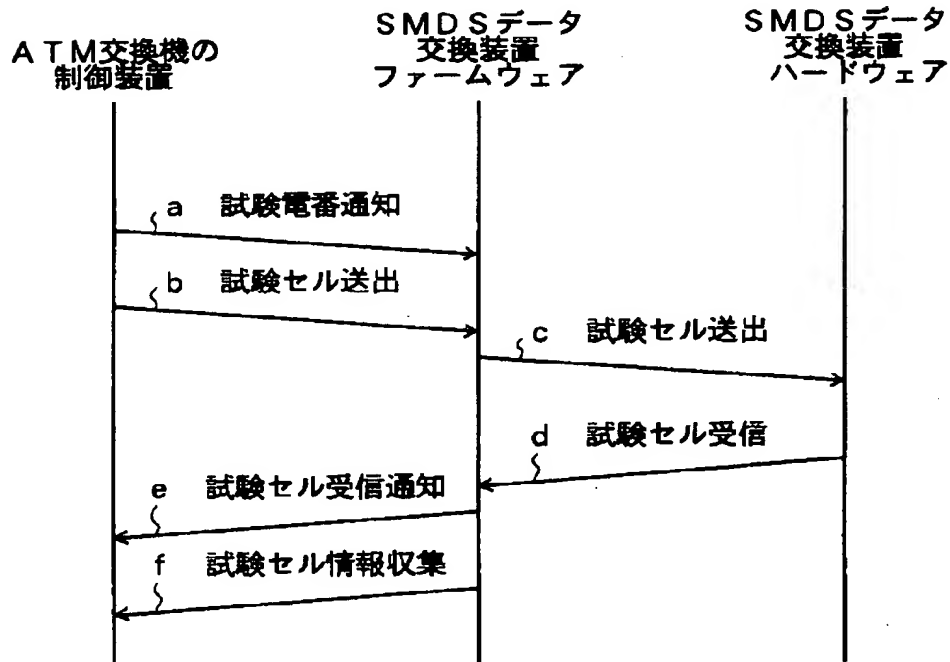 ATM交換機の
制御装置
SMDSデータ
交換装置
ファームウェア
SMDSデータ
交換装置
ハードウェア
a 試験電番通知
b 試験セル送出
c 試験セル送出
d 試験セル受信
e 試験セル受信通知
f 試験セル情報収集